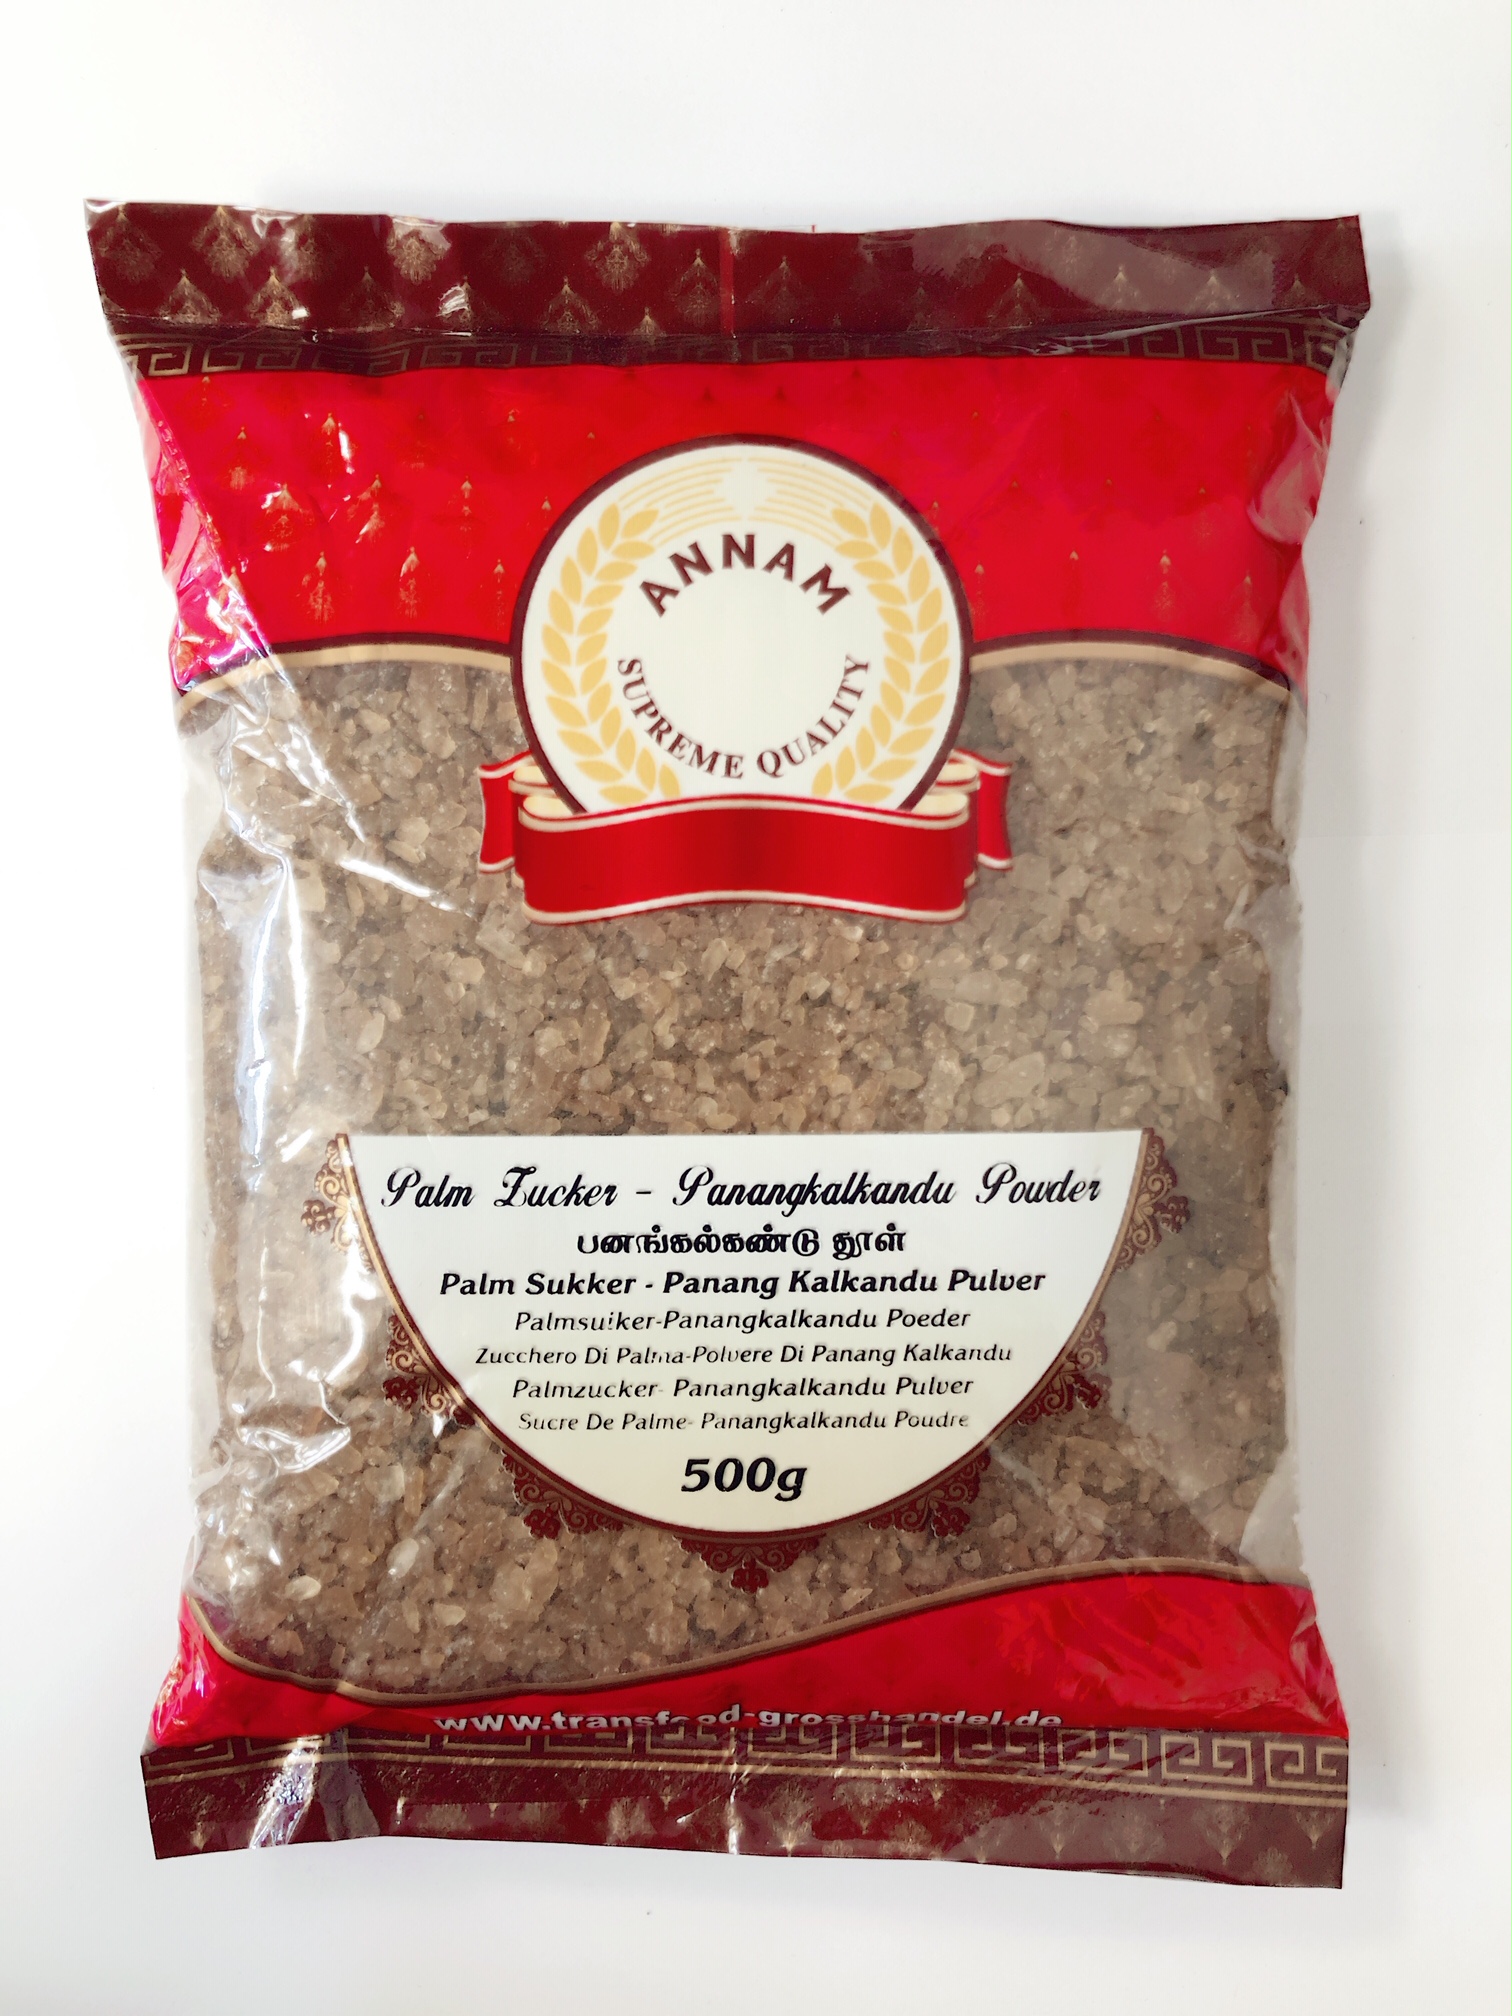 ANNAM
SUPREME QUALITY
Palm Zucker - Panangkalkandu Powder
பனங்கல்கண்டு தூள்
Palm Sukker - Panang Kalkandu Pulver
Palmsuiker-Panangkalkandu Poeder
Zucchero Di Palma-Polvere Di Panang Kalkandu
Palmzucker- Panangkalkandu Pulver
Sucre De Palme- Panangkalkandu Poudre
500g
www.transfood-grosshandel.de